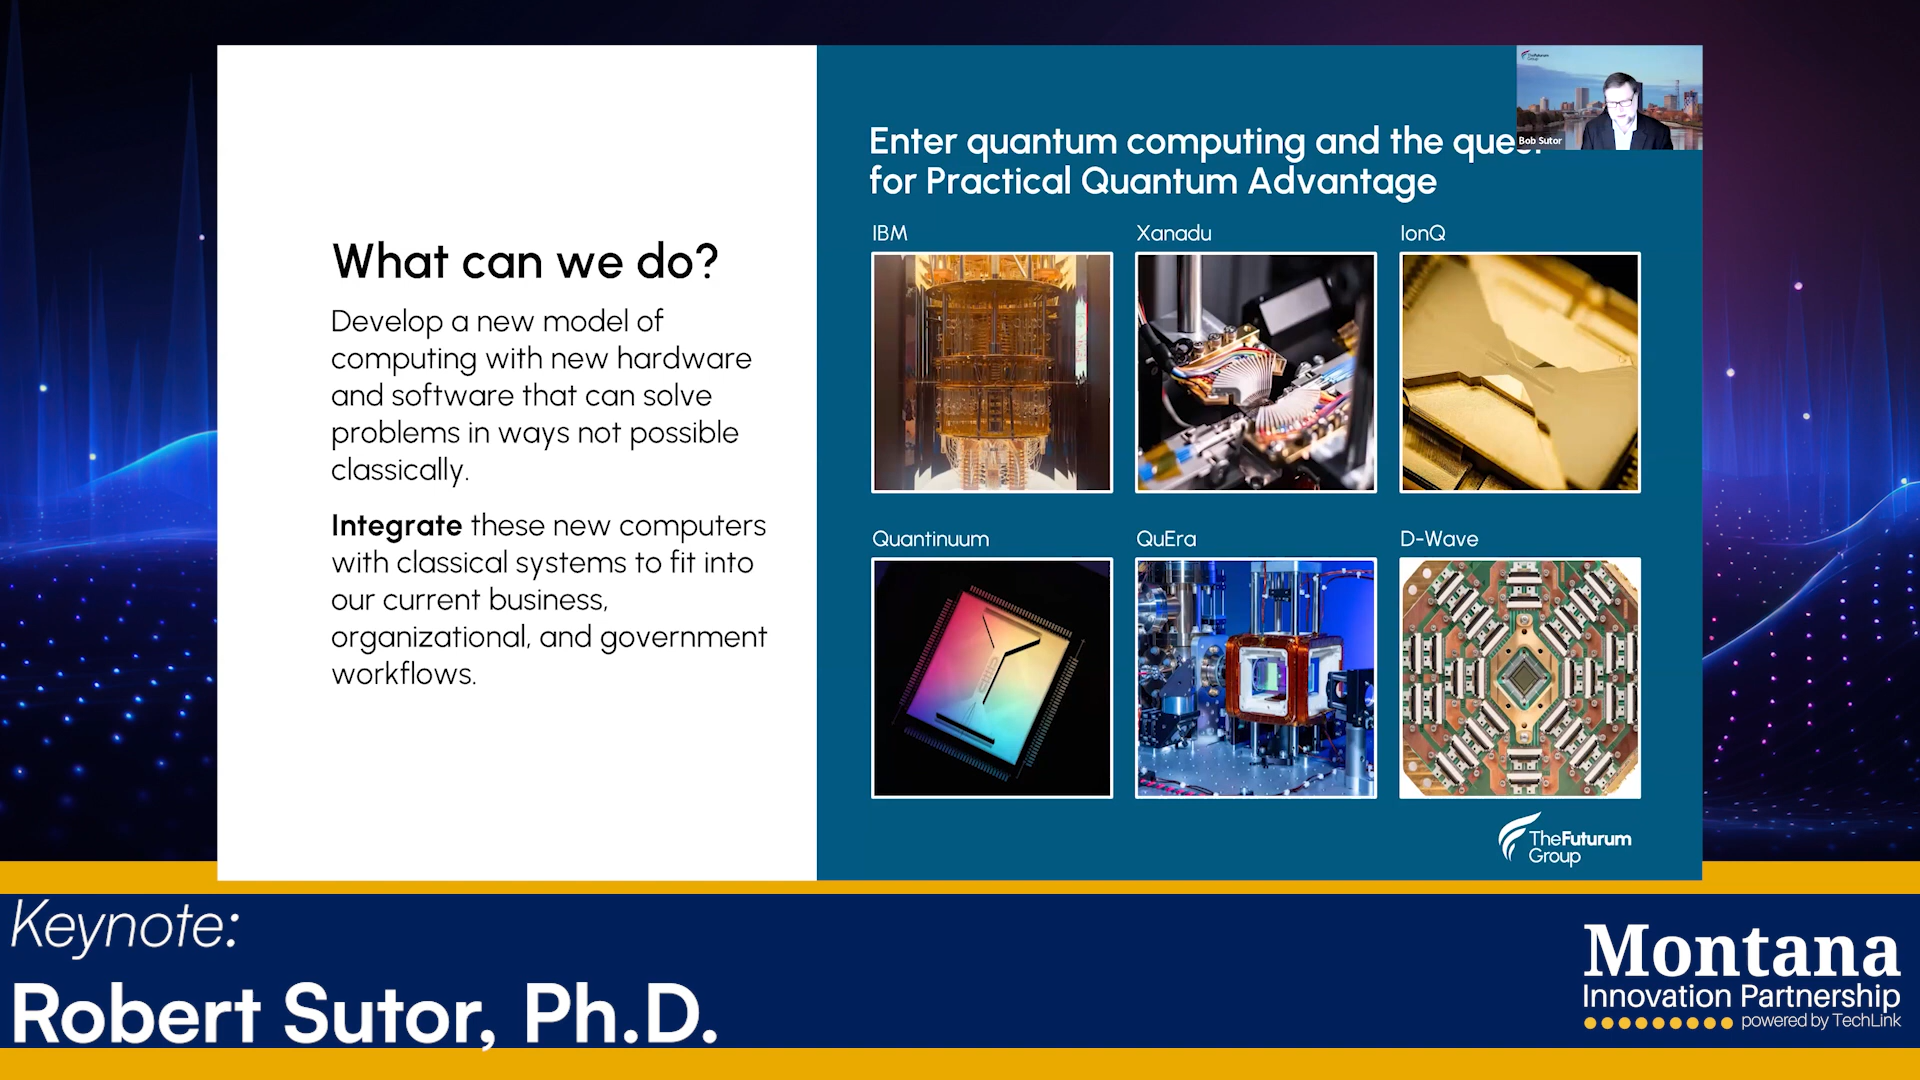 What can we do?
Develop a new model of
computing with new hardware
and software that can solve
problems in ways not possible
classically.
Integrate these new computers
with classical systems to fit into
our current business,
organizational, and government
workflows.
Enter quantum computing and the
for Practical Quantum Advantage
IBM
Xanadu
IonQ
Quantinuum
QuEra
D-Wave
TheFuturum
Group
TheFuturum
Group
Bob Sutor
Keynote:
Robert Sutor, Ph.D.
Montana
Innovation Partnership
powered by TechLink